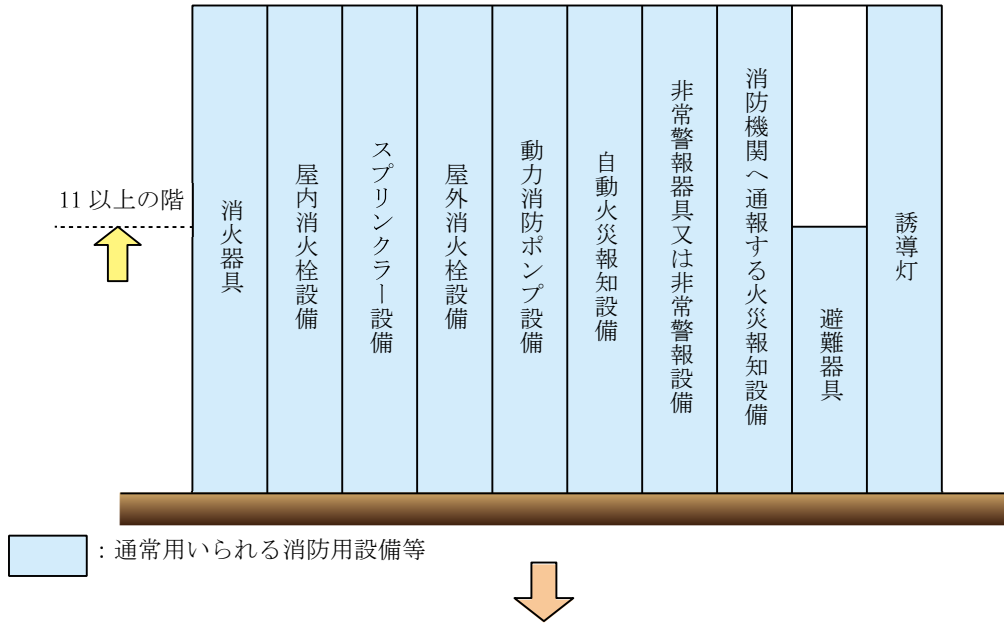 11 以上の階
消火器具
屋内消火栓設備
スプリンクラー設備
屋外消火栓設備
動力消防ポンプ設備
自動火災報知設備
非常警報器具又は非常警報設備
消防機関へ通報する火災報知設備
避難器具
誘導灯
：通常用いられる消防用設備等